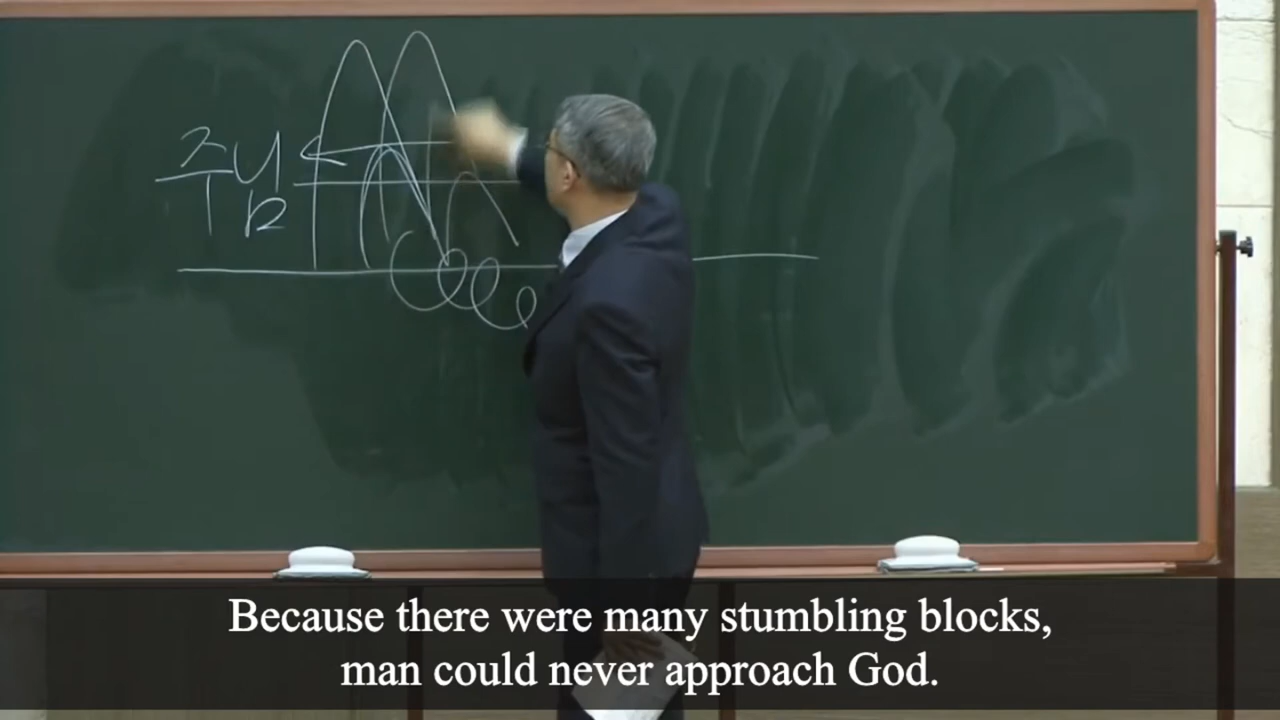 주님
Because there were many stumbling blocks,
man could never approach God.